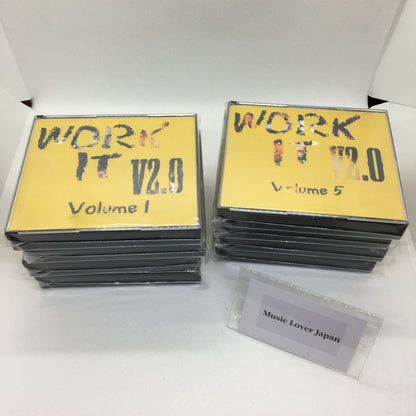 WORK
IT V2.0
Volume 1
WORK
IT V2.0
Volume 5
Music Lover Japan